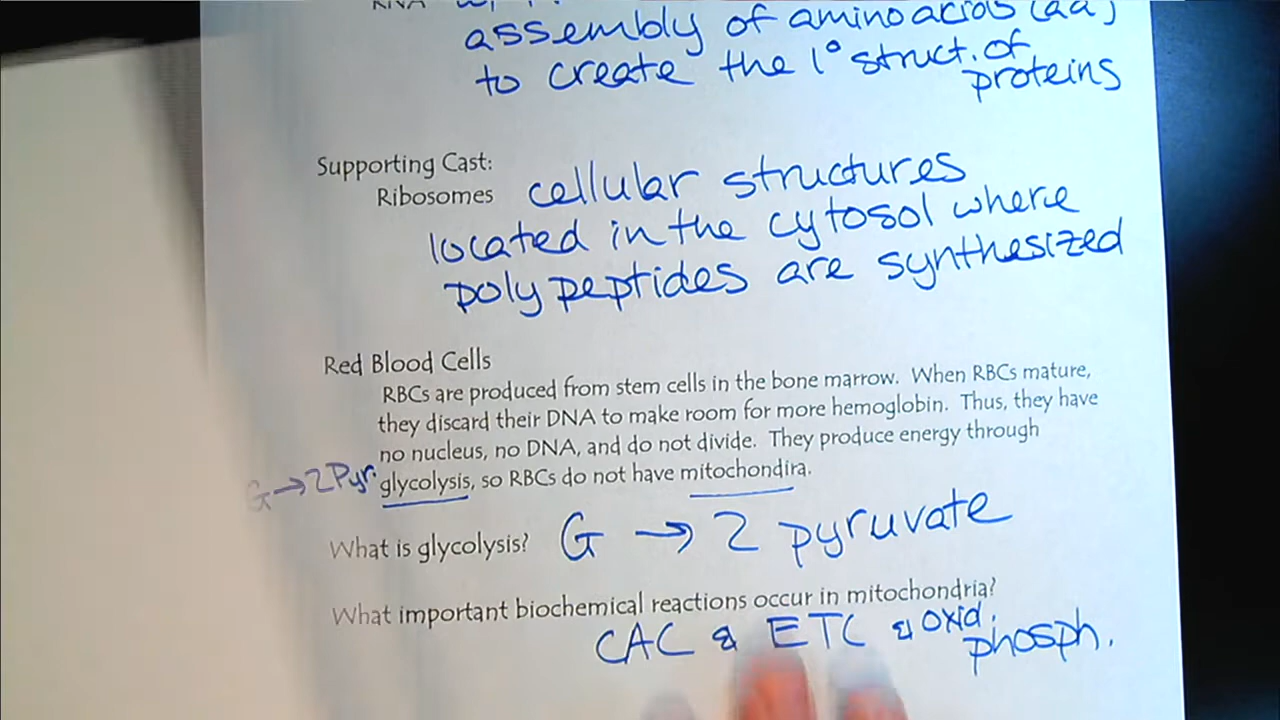 RNA
assembly of amino acids (aa)
to create the 1° struct. of
proteins
Supporting Cast:
Ribosomes cellular structures
located in the cytosol where
polypeptides are synthesized
Red Blood Cells
RBCs are produced from stem cells in the bone marrow. When RBCs mature,
they discard their DNA to make room for more hemoglobin. Thus, they have
no nucleus, no DNA, and do not divide. They produce energy through
G → 2 Pyr. glycolysis, so RBCs do not have mitochondira.
What is glycolysis? G → 2 pyruvate
What important biochemical reactions occur in mitochondria?
CAC & ETC & oxid.
phosph.